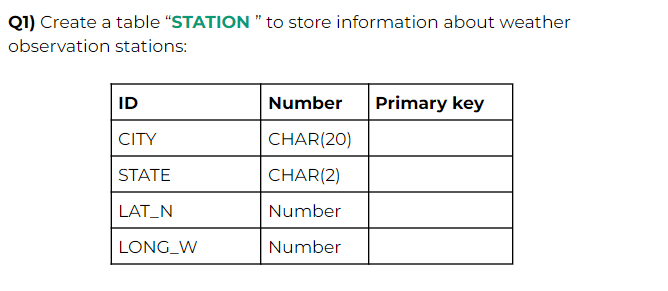 Q1) Create a table “STATION ” to store information about weather
observation stations:
ID Number Primary key
CITY CHAR(20)
STATE CHAR(2)
LAT_N Number
LONG_W Number